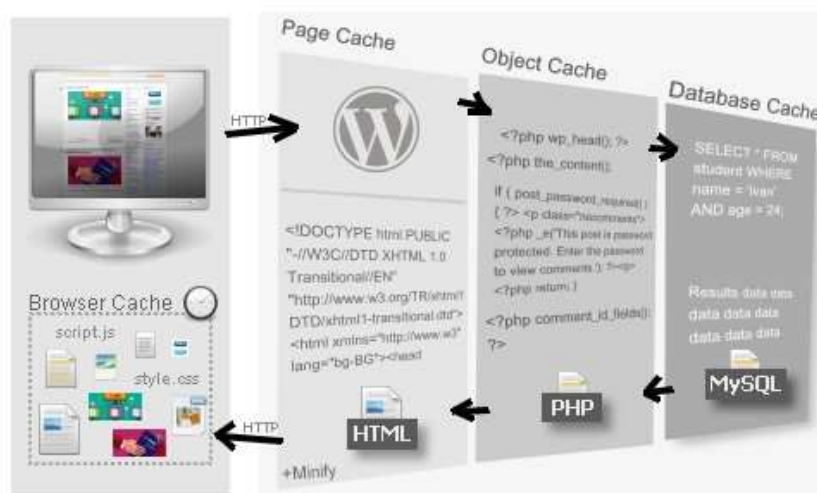 Page Cache
Object Cache
Database Cache
HTTP
<?php wp_head(); ?>
<?php the_content();
if ( post_password_required( )
{ ?> <p class="nocomments">
<?php _e('This post is password
protected. Enter the password
to view comments.'); ?><p>
<?php return; }
<?php comment_id_fields();
?>
SELECT * FROM
student WHERE
name = 'ivan'
AND age = 24;
Results data data
data data data
data data data
<!DOCTYPE html PUBLIC
"-//W3C//DTD XHTML 1.0
Transitional//EN"
"http://www.w3.org/TR/xhtml1
DTD/xhtml1-transitional.dtd">
<html xmlns="http://www.w3"
lang="bg-BG"><head
Browser Cache
script.js
style.css
HTTP
HTML
PHP
MySQL
+Minify